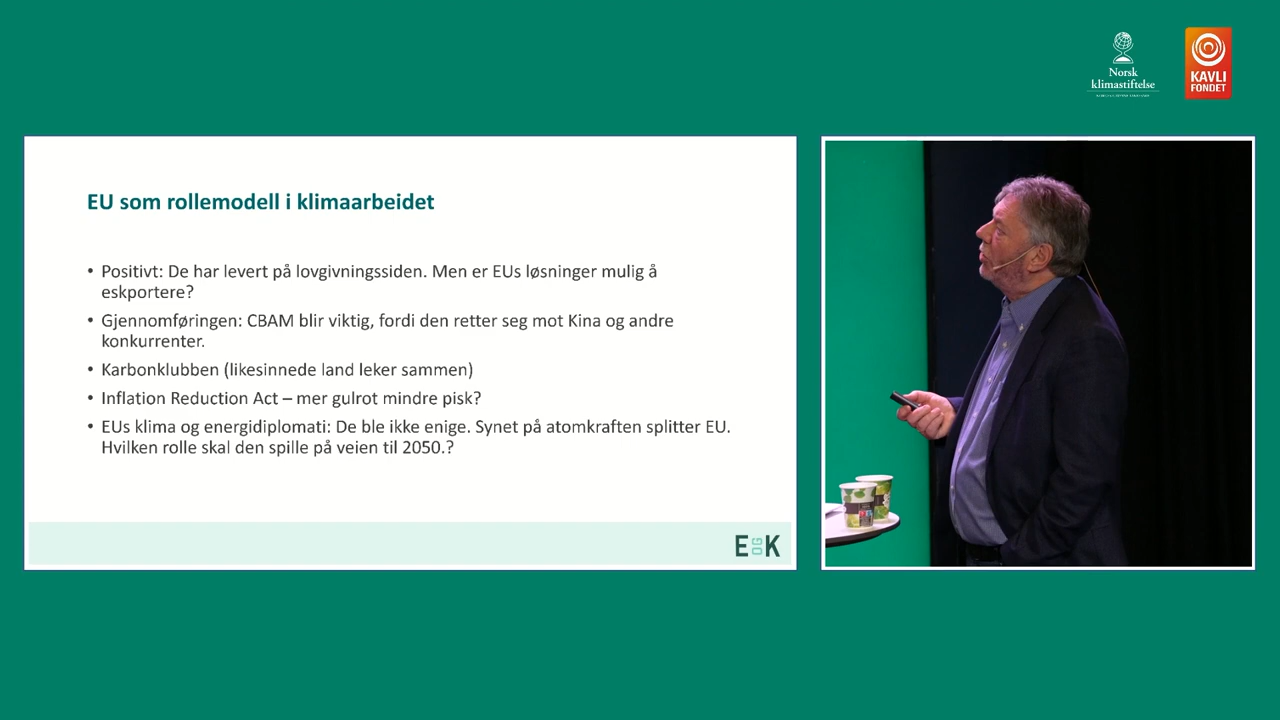 Norsk
klimastiftelse
KAVLI
FONDET
EU som rollemodell i klimaarbeidet
• Positivt: De har levert på lovgivningssiden. Men er EUs løsninger mulig å
eskportere?
• Gjennomføringen: CBAM blir viktig, fordi den retter seg mot Kina og andre
konkurrenter.
• Karbonklubben (likesinnede land leker sammen)
• Inflation Reduction Act – mer gulrot mindre pisk?
• EUs klima og energidiplomati: De ble ikke enige. Synet på atomkraften splitter EU.
Hvilken rolle skal den spille på veien til 2050.?
E OG K